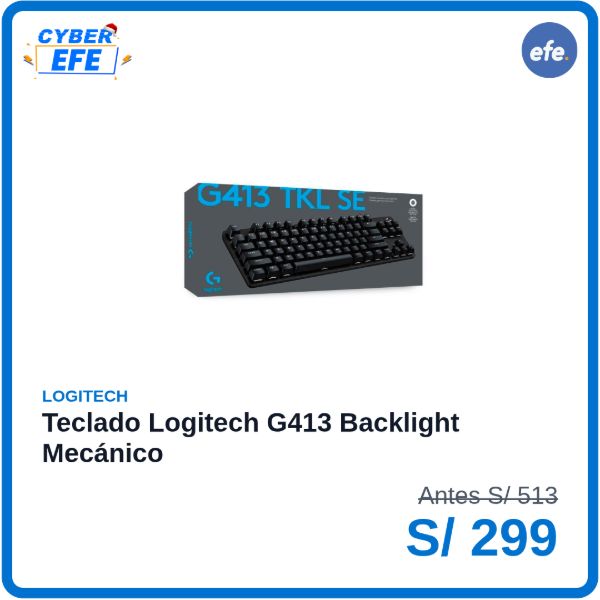 CYBER
EFE
efe.
G413 TKL SE
LOGITECH
Teclado Logitech G413 Backlight
Mecánico
Antes S/ 513
S/ 299